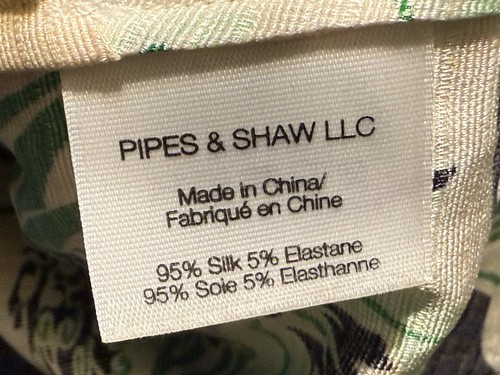 PIPES & SHAW LLC
Made in China/
Fabriqué en Chine
95% Silk 5% Elastane
95% Soie 5% Elasthanne